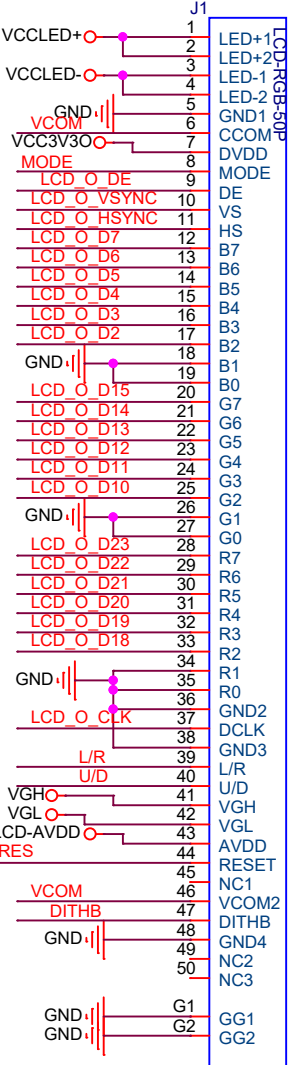 J1
LCD-RGB-50P
VCCLED+ 1 LED+1
2 LED+2
VCCLED- 3 LED-1
4 LED-2
GND 5 GND1
VCOM 6 CCOM
VCC3V3O 7 DVDD
MODE 8 MODE
LCD_O_DE 9 DE
LCD_O_VSYNC 10 VS
LCD_O_HSYNC 11 HS
LCD_O_D7 12 B7
LCD_O_D6 13 B6
LCD_O_D5 14 B5
LCD_O_D4 15 B4
LCD_O_D3 16 B3
LCD_O_D2 17 B2
GND 18 B1
19 B0
LCD_O_D15 20 G7
LCD_O_D14 21 G6
LCD_O_D13 22 G5
LCD_O_D12 23 G4
LCD_O_D11 24 G3
LCD_O_D10 25 G2
GND 26 G1
27 G0
LCD_O_D23 28 R7
LCD_O_D22 29 R6
LCD_O_D21 30 R5
LCD_O_D20 31 R4
LCD_O_D19 32 R3
LCD_O_D18 33 R2
34 R1
GND 35 R0
36 GND2
LCD_O_CLK 37 DCLK
38 GND3
L/R 39 L/R
U/D 40 U/D
VGH 41 VGH
VGL 42 VGL
LCD-AVDD 43 AVDD
RES 44 RESET
45 NC1
VCOM 46 VCOM2
DITHB 47 DITHB
GND 48 GND4
49 NC2
50 NC3
GND G1 GG1
GND G2 GG2